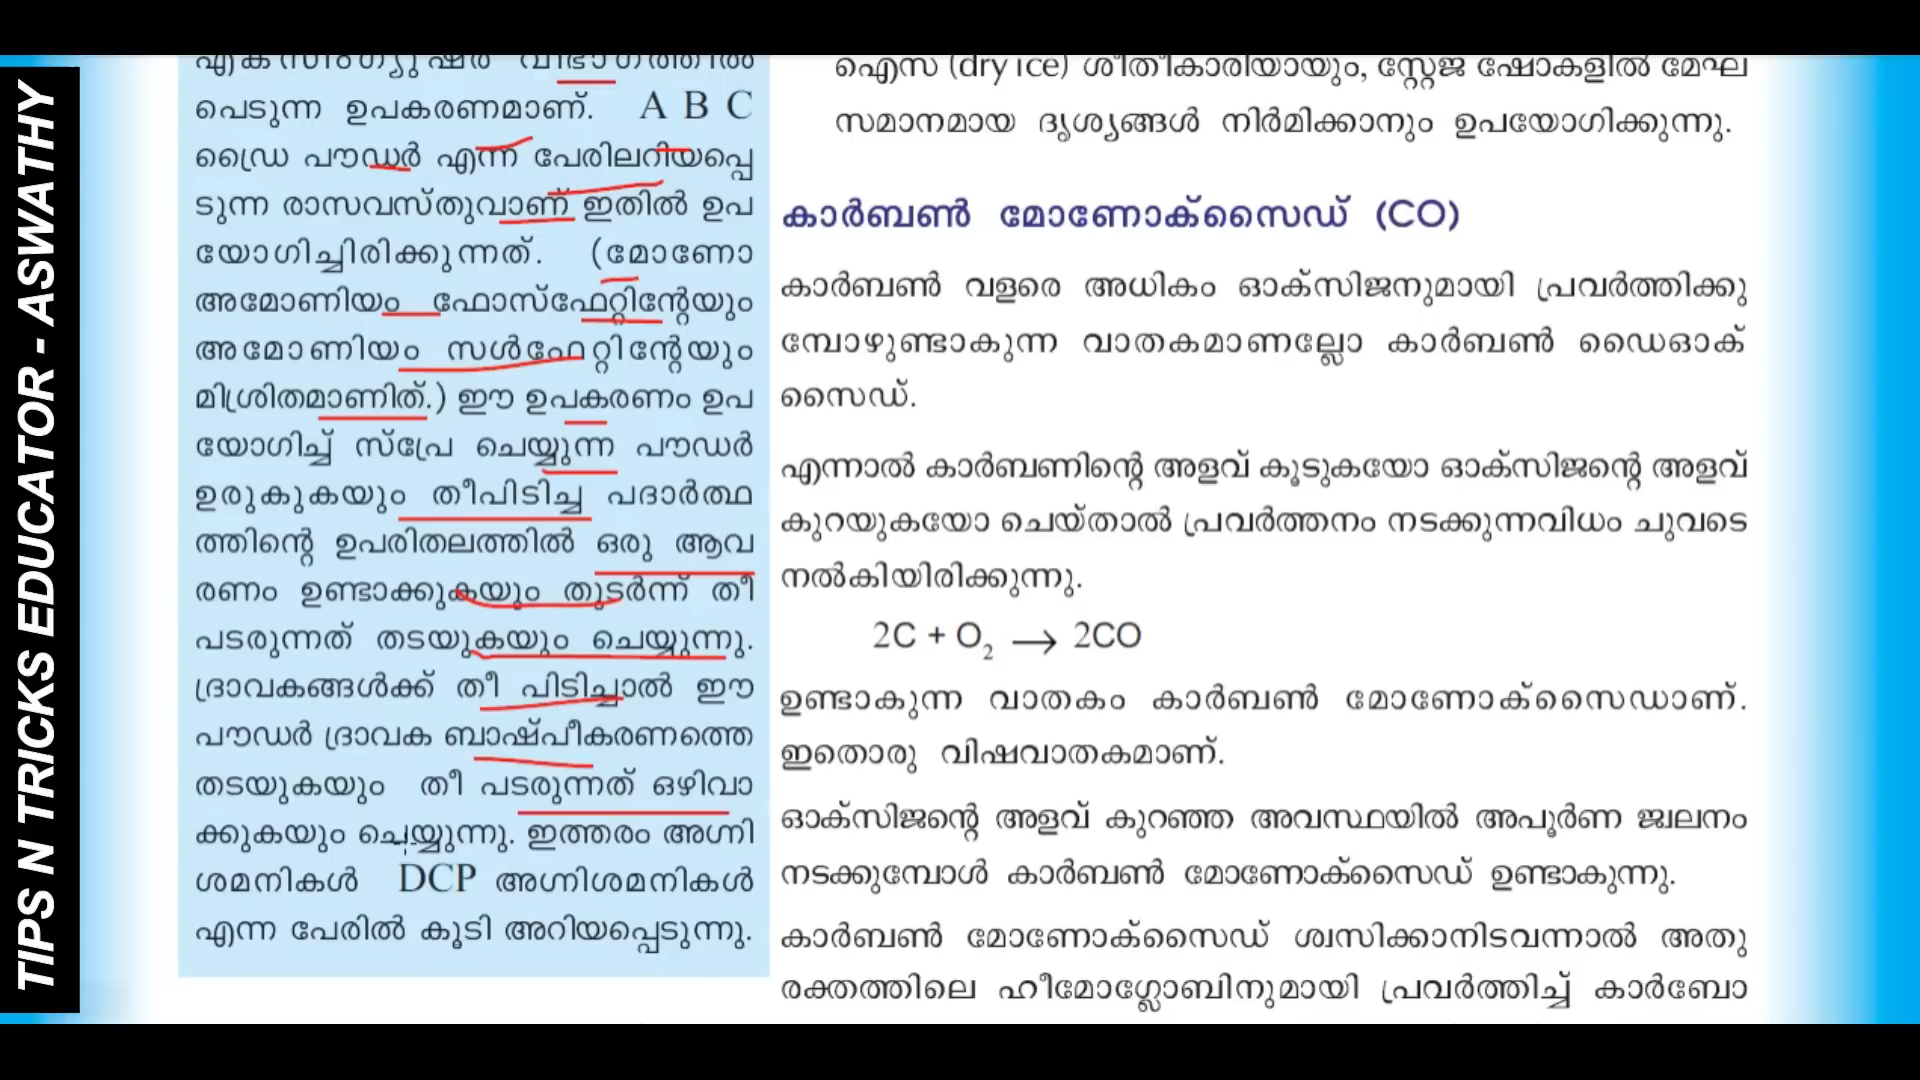 TIPS N TRICKS EDUCATOR - ASWATHY
എക്സ്റ്റിംഗ്യൂഷർ വിഭാഗത്തിൽ
പെടുന്ന ഉപകരണമാണ്. A B C
ഡ്രൈ പൗഡർ എന്ന പേരിലറിയപ്പെ
ടുന്ന രാസവസ്തുവാണ് ഇതിൽ ഉപ
യോഗിച്ചിരിക്കുന്നത്. (മോണോ
അമോണിയം ഫോസ്ഫേറ്റിന്റേയും
അമോണിയം സൾഫേറ്റിന്റേയും
മിശ്രിതമാണിത്.) ഈ ഉപകരണം ഉപ
യോഗിച്ച് സ്പ്രേ ചെയ്യുന്ന പൗഡർ
ഉരുകുകയും തീപിടിച്ച പദാർത്ഥ
ത്തിന്റെ ഉപരിതലത്തിൽ ഒരു ആവ
രണം ഉണ്ടാക്കുകയും തുടർന്ന് തീ
പടരുന്നത് തടയുകയും ചെയ്യുന്നു.
ദ്രാവകങ്ങൾക്ക് തീ പിടിച്ചാൽ ഈ
പൗഡർ ദ്രാവക ബാഷ്പീകരണത്തെ
തടയുകയും തീ പടരുന്നത് ഒഴിവാ
ക്കുകയും ചെയ്യുന്നു. ഇത്തരം അഗ്നി
ശമനികൾ DCP അഗ്നിശമനികൾ
എന്ന പേരിൽ കൂടി അറിയപ്പെടുന്നു.
ഐസ് (dry ice) ശീതീകാരിയായും, സ്റ്റേജ് ഷോകളിൽ മേഘ
സമാനമായ ദൃശ്യങ്ങൾ നിർമിക്കാനും ഉപയോഗിക്കുന്നു.
കാർബൺ മോണോക്സൈഡ് (CO)
കാർബൺ വളരെ അധികം ഓക്സിജനുമായി പ്രവർത്തിക്കു
മ്പോഴുണ്ടാകുന്ന വാതകമാണല്ലോ കാർബൺ ഡൈഓക്
സൈഡ്.
എന്നാൽ കാർബണിന്റെ അളവ് കൂടുകയോ ഓക്സിജന്റെ അളവ്
കുറയുകയോ ചെയ്താൽ പ്രവർത്തനം നടക്കുന്നവിധം ചുവടെ
നൽകിയിരിക്കുന്നു.
2C + O₂ → 2CO
ഉണ്ടാകുന്ന വാതകം കാർബൺ മോണോക്സൈഡാണ്.
ഇതൊരു വിഷവാതകമാണ്.
ഓക്സിജന്റെ അളവ് കുറഞ്ഞ അവസ്ഥയിൽ അപൂർണ ജ്വലനം
നടക്കുമ്പോൾ കാർബൺ മോണോക്സൈഡ് ഉണ്ടാകുന്നു.
കാർബൺ മോണോക്സൈഡ് ശ്വസിക്കാനിടവന്നാൽ അതു
രക്തത്തിലെ ഹീമോഗ്ലോബിനുമായി പ്രവർത്തിച്ച് കാർബോ